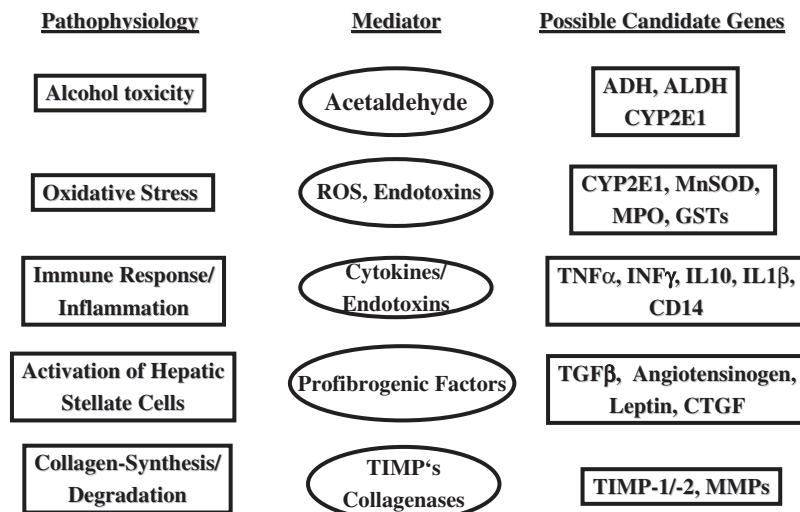 Pathophysiology Mediator Possible Candidate Genes
Alcohol toxicity
Acetaldehyde
ADH, ALDH
CYP2E1
Oxidative Stress
ROS, Endotoxins
CYP2E1, MnSOD,
MPO, GSTs
Immune Response/
Inflammation
Cytokines/
Endotoxins
TNFα, INFγ, IL10, IL1β,
CD14
Activation of Hepatic
Stellate Cells
Profibrogenic Factors
TGFβ, Angiotensinogen,
Leptin, CTGF
Collagen-Synthesis/
Degradation
TIMP‘s
Collagenases
TIMP-1/-2, MMPs